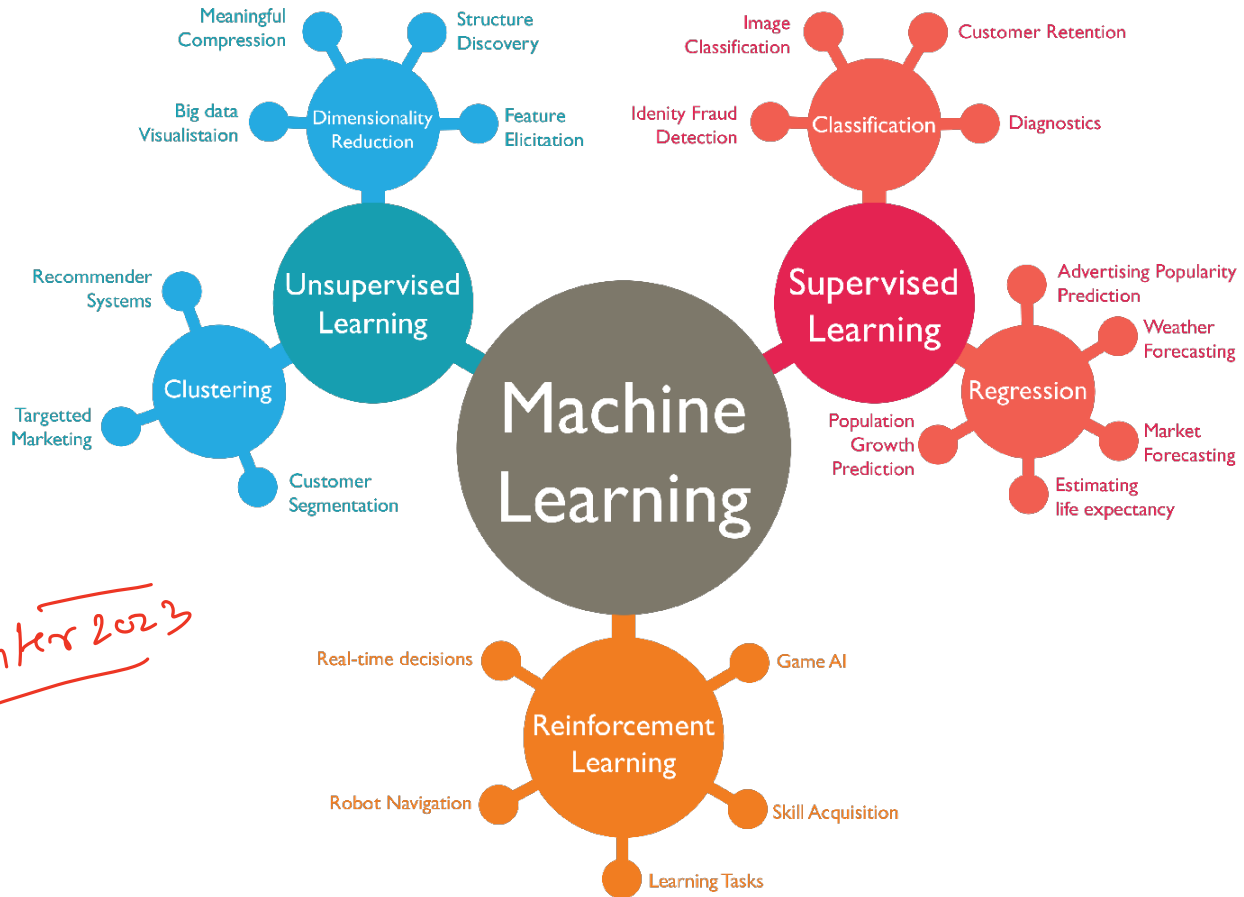 Meaningful
Compression
Structure
Discovery
Big data
Visualistaion
Dimensionality
Reduction
Feature
Elicitation
Image
Classification
Customer Retention
Idenity Fraud
Detection
Classification
Diagnostics
Recommender
Systems
Unsupervised
Learning
Clustering
Targetted
Marketing
Customer
Segmentation
Machine
Learning
Supervised
Learning
Advertising Popularity
Prediction
Weather
Forecasting
Regression
Population
Growth
Prediction
Market
Forecasting
Estimating
life expectancy
2023
Real-time decisions
Game AI
Reinforcement
Learning
Robot Navigation
Skill Acquisition
Learning Tasks